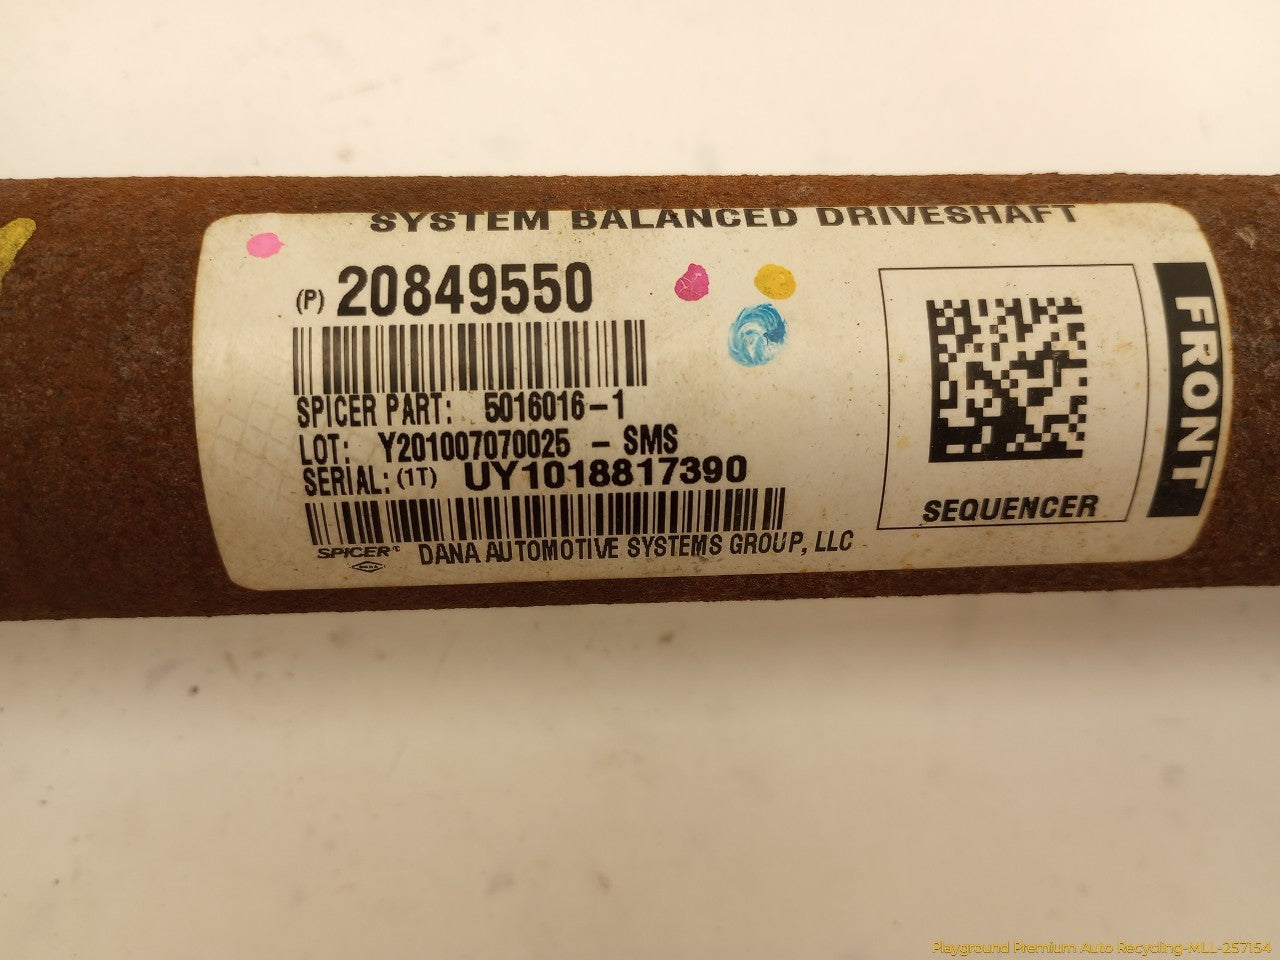 SYSTEM BALANCED DRIVESHAFT
(P) 20849550
SPICER PART: 5016016-1
LOT: Y201007070025 - SMS
SERIAL: (1T) UY1018817390
SPICER® DANA AUTOMOTIVE SYSTEMS GROUP, LLC
DANA
SEQUENCER
FRONT
Playground Premium Auto Recycling-MLL-257154